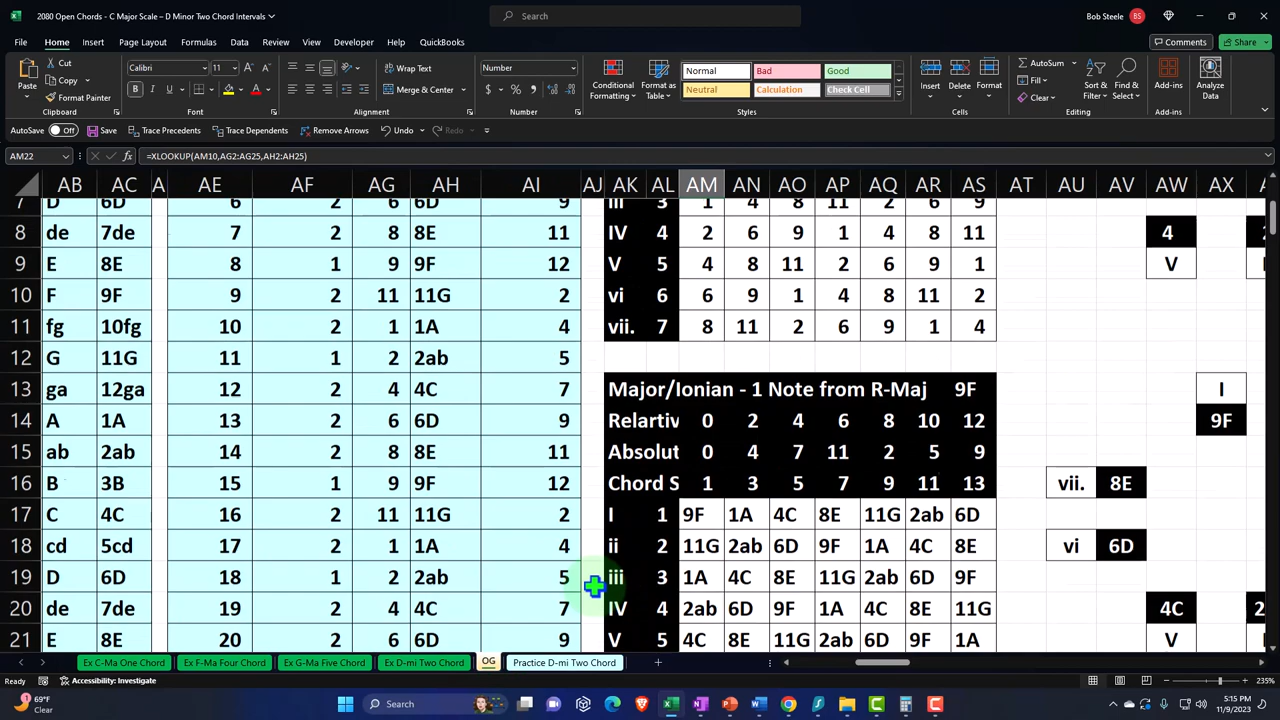 2080 Open Chords - C Major Scale – D Minor Two Chord Intervals
Search
Bob Steele BS
File Home Insert Page Layout Formulas Data Review View Developer Automate Help QuickBooks
Comments Share
Cut
Copy
Format Painter
Paste
Calibri 11
Wrap Text
Merge & Center
Number
Conditional Formatting
Format as Table
Normal Bad Good
Neutral Calculation Check Cell
Insert Delete Format
AutoSum
Fill
Clear
Sort & Filter
Find & Select
Add-ins
Analyze Data
Clipboard Font Alignment Number Styles Cells Editing Add-ins
AutoSave Off Save Trace Precedents Trace Dependents Remove Arrows Undo Redo
AM22 =XLOOKUP(AM10,AG2:AG25,AH2:AH25)
AB AC A AE AF AG AH AI AJ AK AL AM AN AO AP AQ AR AS AT AU AV AW AX
7 D 6D 6 2 6 6D 9 iii 3 1 4 8 11 2 6 9
8 de 7de 7 2 8 8E 11 IV 4 2 6 9 1 4 8 11 4
9 E 8E 8 1 9 9F 12 V 5 4 8 11 2 6 9 1 V
10 F 9F 9 2 11 11G 2 vi 6 6 9 1 4 8 11 2
11 fg 10fg 10 2 1 1A 4 vii. 7 8 11 2 6 9 1 4
12 G 11G 11 1 2 2ab 5
13 ga 12ga 12 2 4 4C 7 Major/Ionian - 1 Note from R-Maj 9F I
14 A 1A 13 2 6 6D 9 Relartiv 0 2 4 6 8 10 12 9F
15 ab 2ab 14 2 8 8E 11 Absolut 0 4 7 11 2 5 9
16 B 3B 15 1 9 9F 12 Chord S 1 3 5 7 9 11 13 vii. 8E
17 C 4C 16 2 11 11G 2 I 1 9F 1A 4C 8E 11G 2ab 6D
18 cd 5cd 17 2 1 1A 4 ii 2 11G 2ab 6D 9F 1A 4C 8E vi 6D
19 D 6D 18 1 2 2ab 5 iii 3 1A 4C 8E 11G 2ab 6D 9F
20 de 7de 19 2 4 4C 7 IV 4 2ab 6D 9F 1A 4C 8E 11G 4C
21 E 8E 20 2 6 6D 9 V 5 4C 8E 11G 2ab 6D 9F 1A V
Ex C-Ma One Chord Ex F-Ma Four Chord Ex G-Ma Five Chord Ex D-mi Two Chord OG Practice D-mi Two Chord
Ready Accessibility: Investigate 235%
69°F
Clear
Search
5:15 PM
11/9/2023